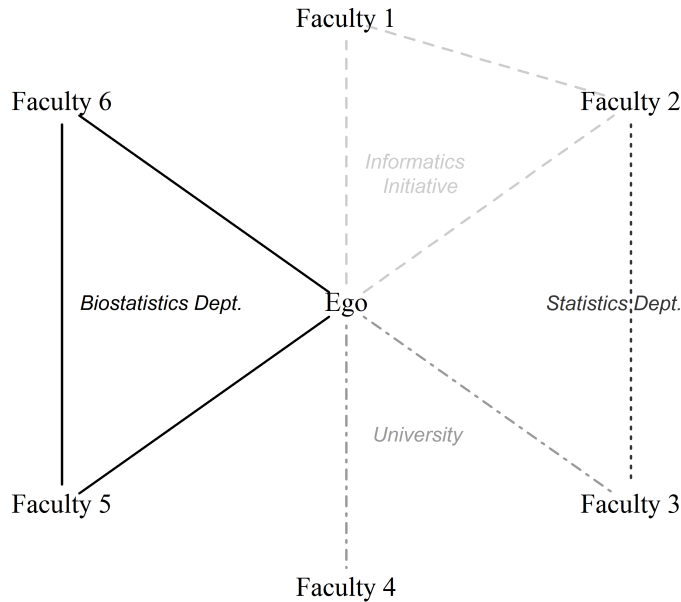 Faculty 1
Faculty 6
Faculty 2
Informatics
Initiative
Biostatistics Dept.
Ego
Statistics Dept.
University
Faculty 5
Faculty 3
Faculty 4